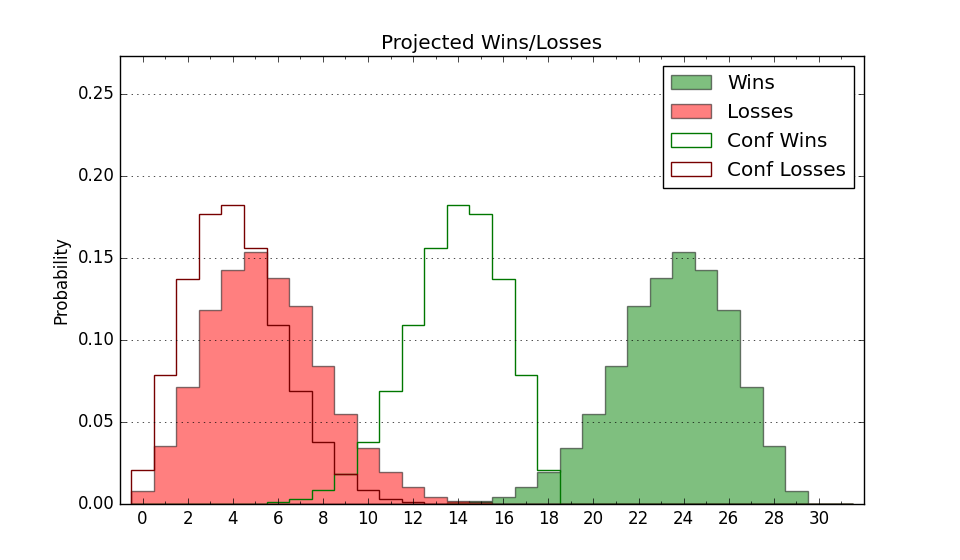 Projected Wins/Losses
Wins
Losses
Conf Wins
Conf Losses
Probability
0.25
0.20
0.15
0.10
0.05
0.00
0 2 4 6 8 10 12 14 16 18 20 22 24 26 28 30